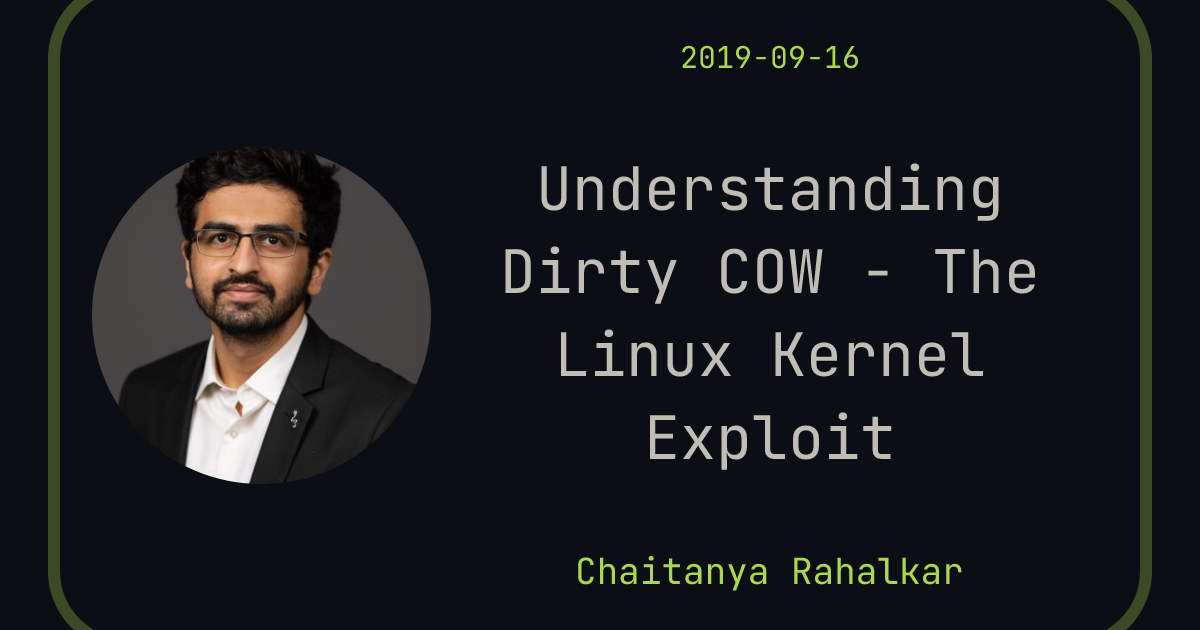 2019-09-16
Understanding
Dirty COW - The
Linux Kernel
Exploit
Chaitanya Rahalkar